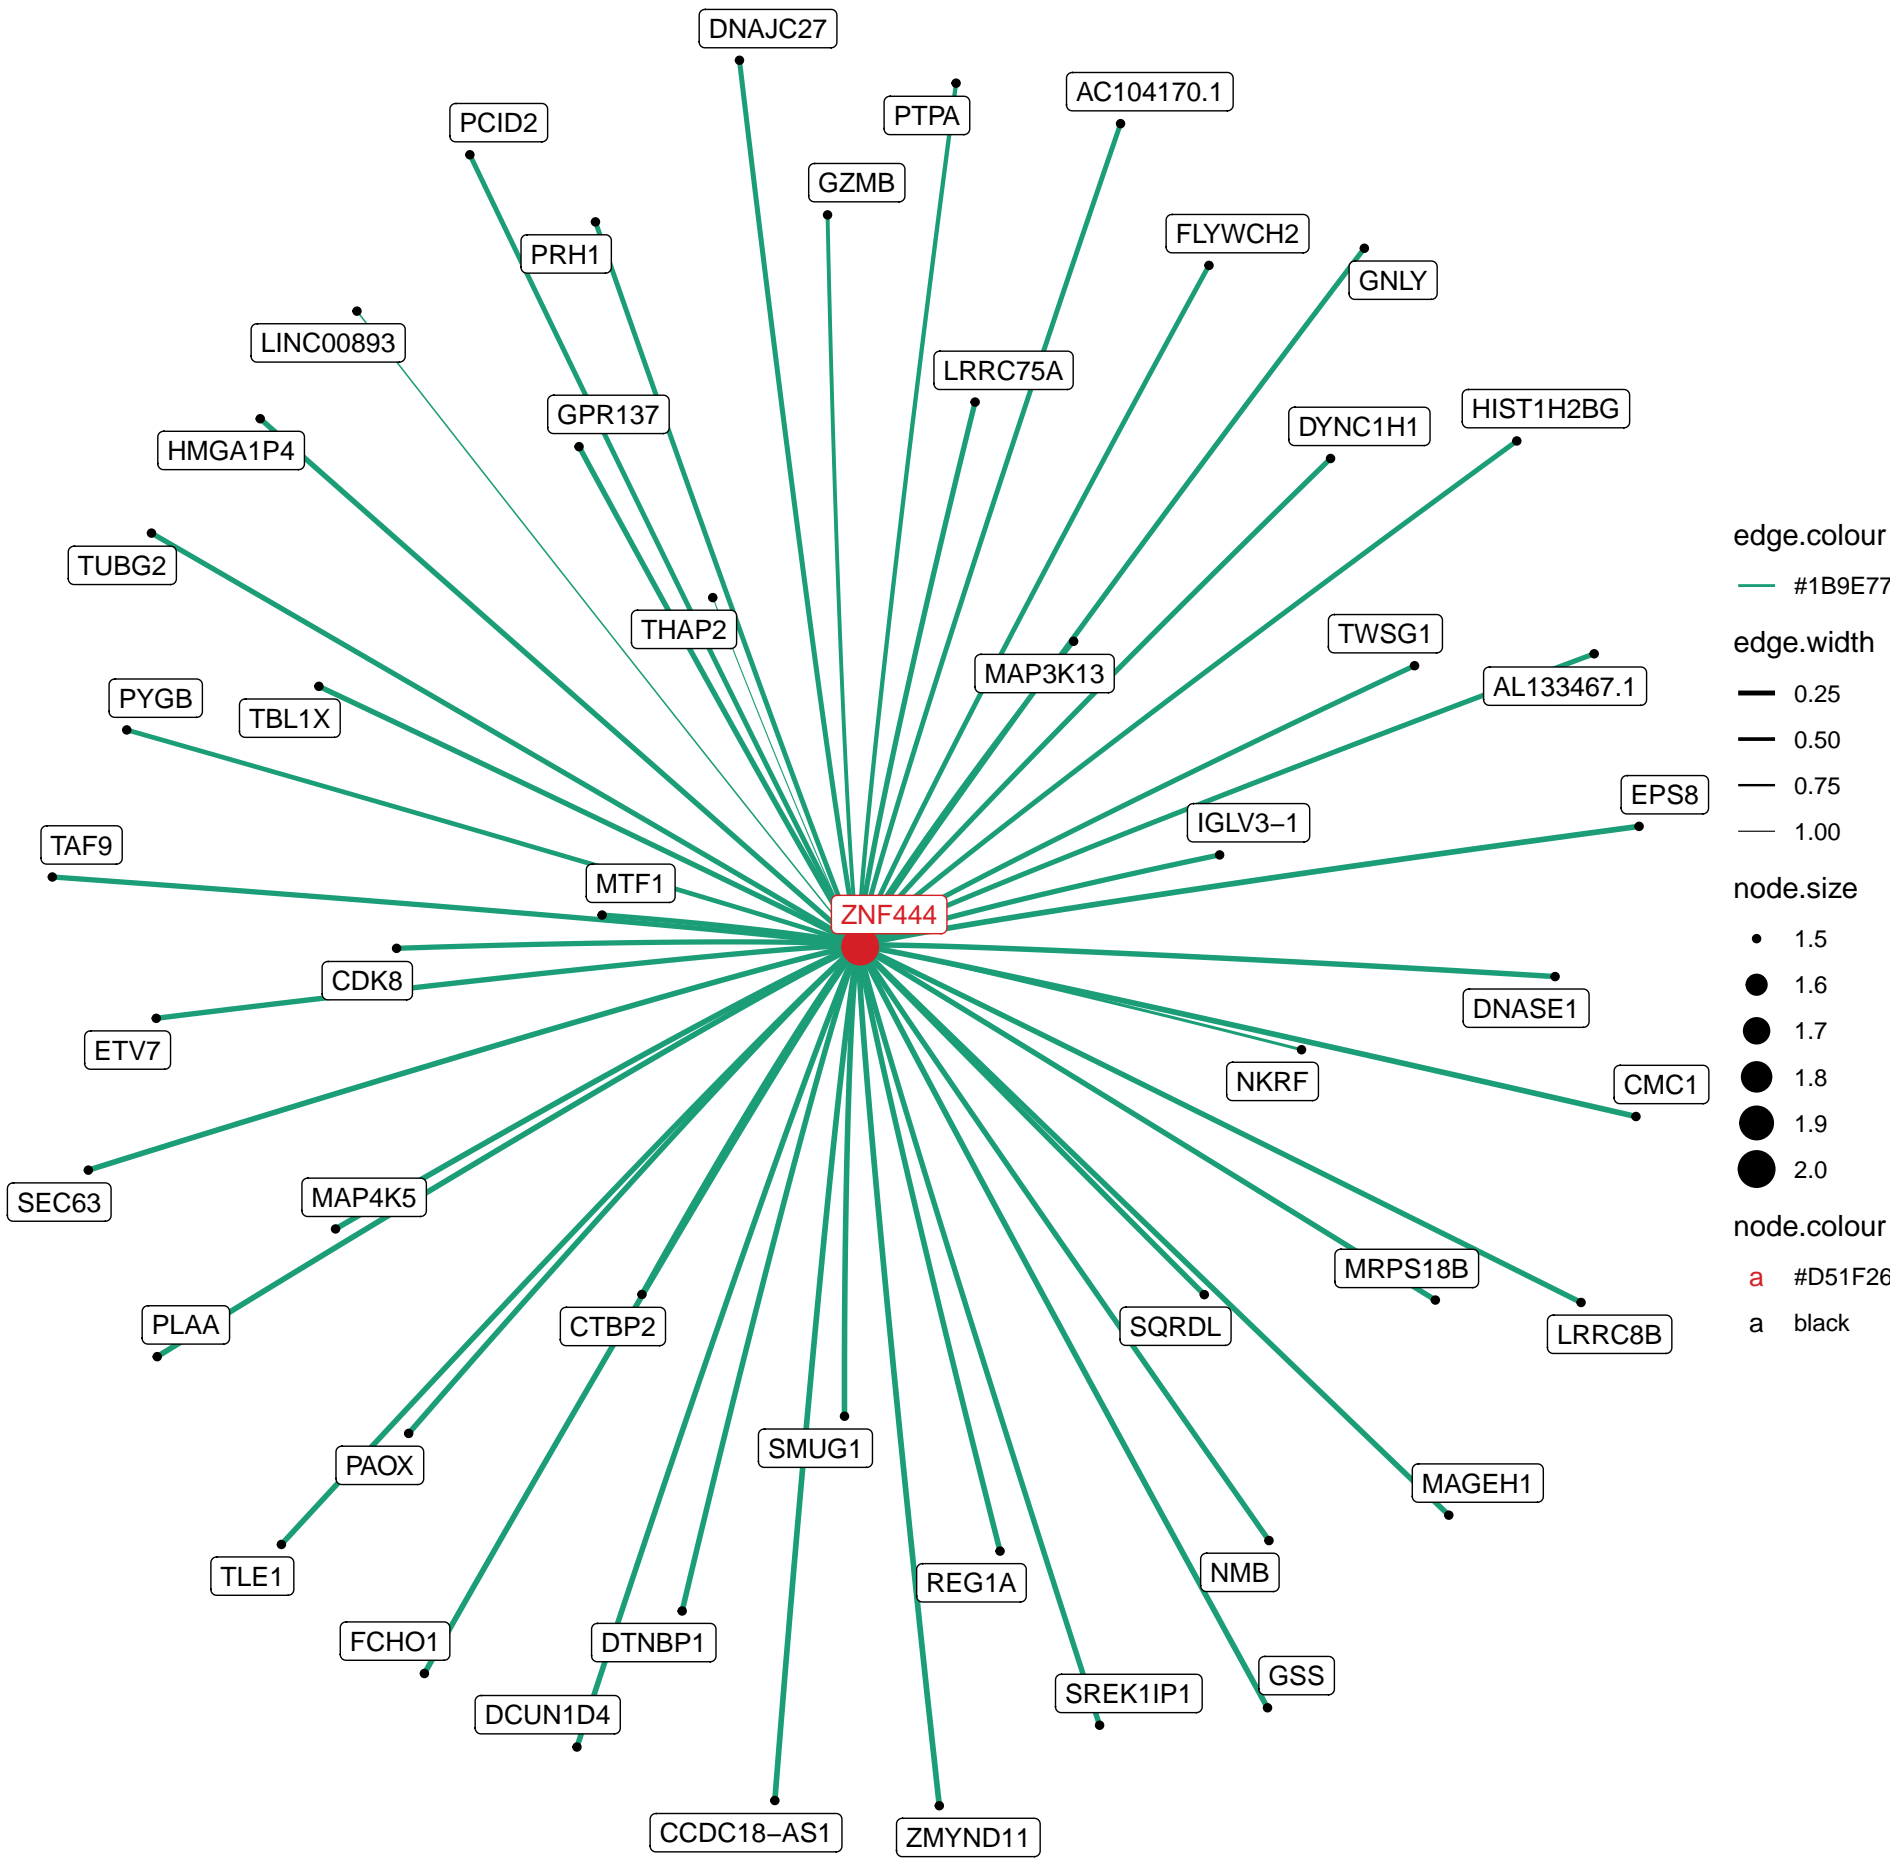 DNAJC27
PTPA
AC104170.1
PCID2
GZMB
FLYWCH2
PRH1
GNLY
LINC00893
LRRC75A
GPR137
HIST1H2BG
DYNC1H1
HMGA1P4
TUBG2
THAP2
TWSG1
MAP3K13
AL133467.1
PYGB
TBL1X
EPS8
IGLV3−1
TAF9
MTF1
ZNF444
CDK8
DNASE1
ETV7
NKRF
CMC1
MAP4K5
SEC63
MRPS18B
PLAA
CTBP2
SQRDL
LRRC8B
SMUG1
PAOX
MAGEH1
NMB
TLE1
REG1A
FCHO1
DTNBP1
GSS
SREK1IP1
DCUN1D4
CCDC18−AS1
ZMYND11
edge.colour
#1B9E77
edge.width
0.25
0.50
0.75
1.00
node.size
1.5
1.6
1.7
1.8
1.9
2.0
node.colour
a #D51F26
a black